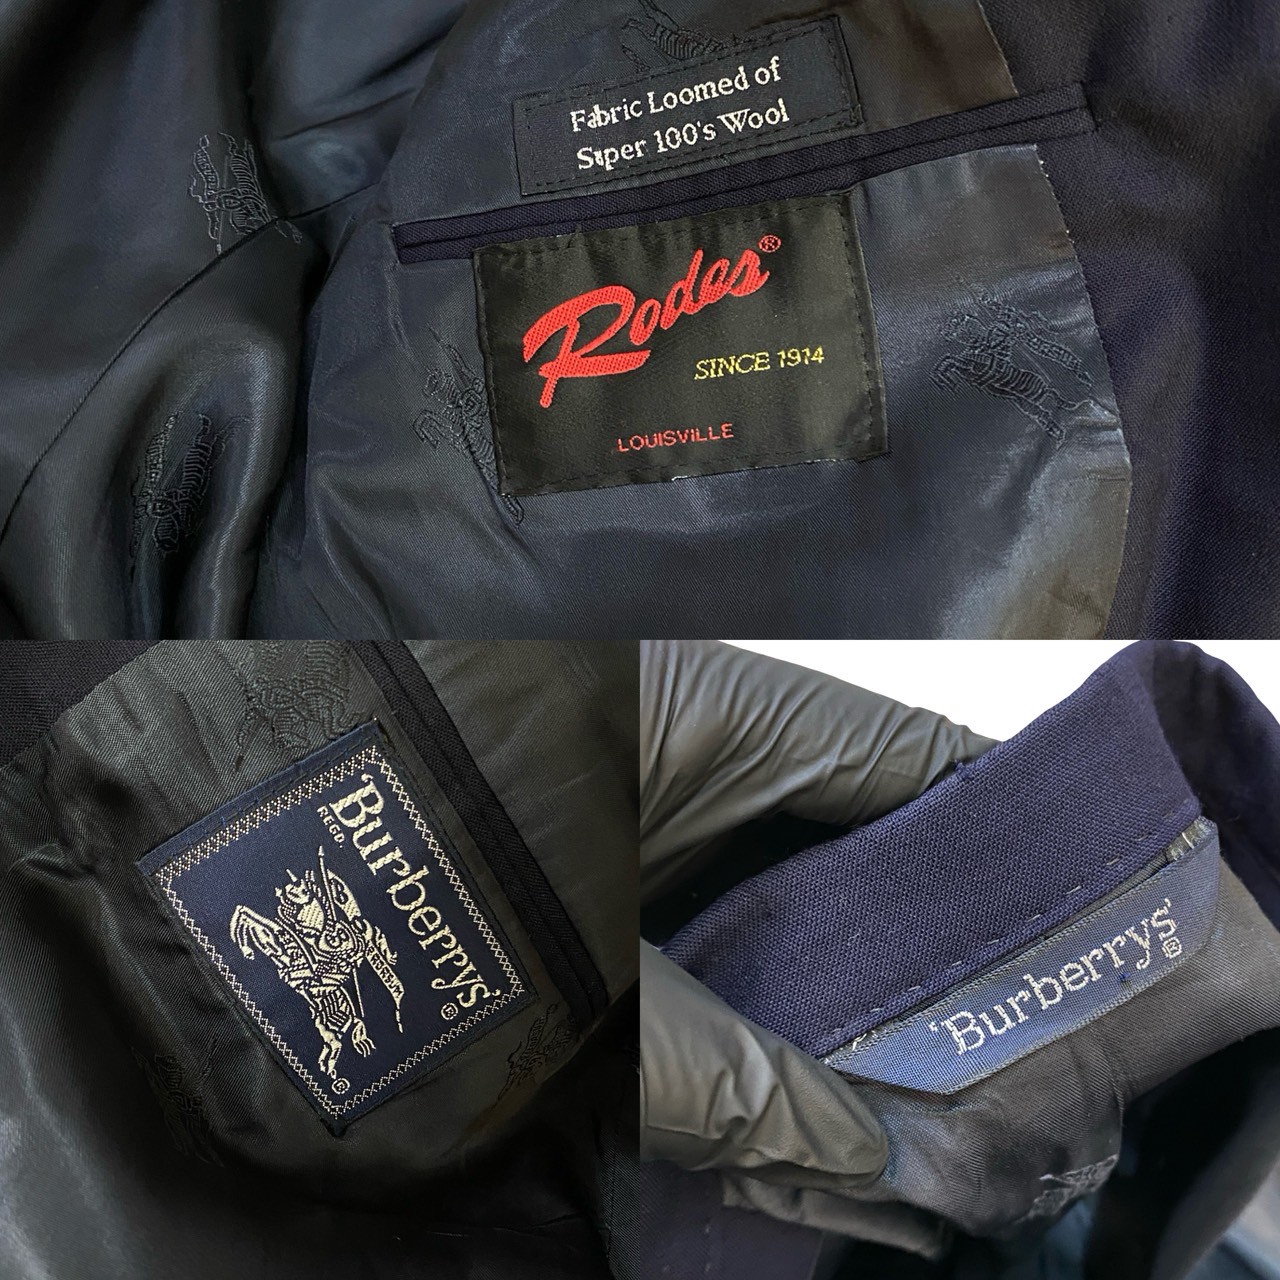 Fabric Loomed of
Super 100's Wool
Rodes®
SINCE 1914
LOUISVILLE
'Burberrys'®
REGD.
®
'Burberrys'®